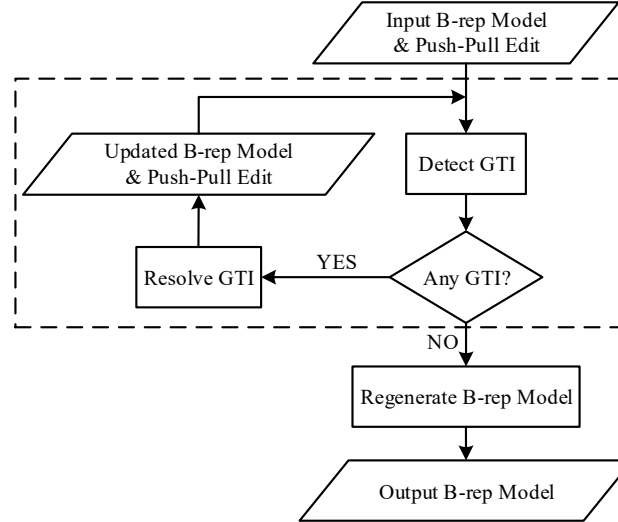 Input B-rep Model
& Push-Pull Edit
Updated B-rep Model
& Push-Pull Edit
Detect GTI
Resolve GTI
YES
Any GTI?
NO
Regenerate B-rep Model
Output B-rep Model